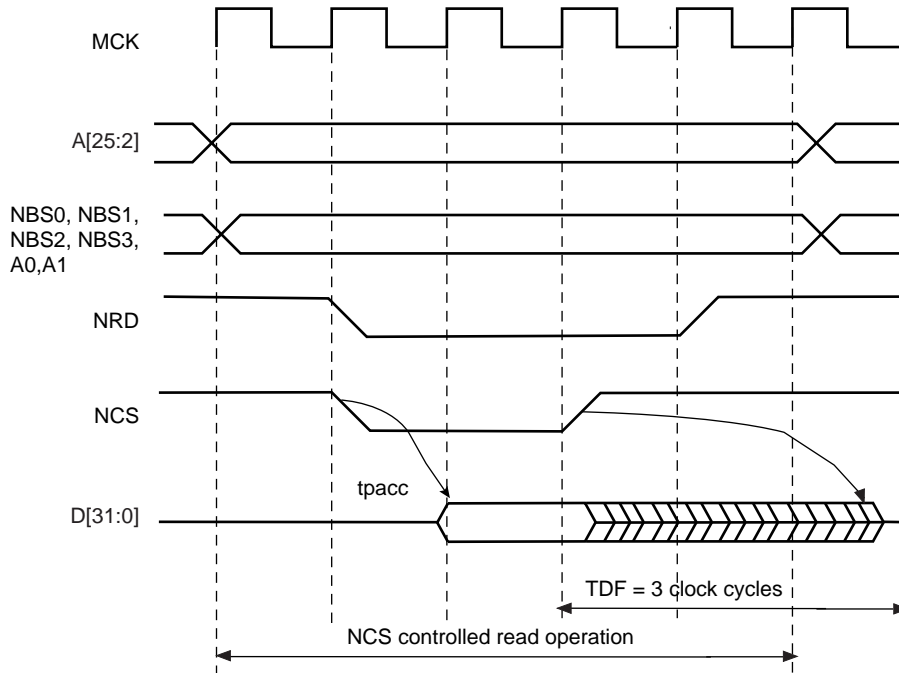 MCK
A[25:2]
NBS0, NBS1,
NBS2, NBS3,
A0,A1
NRD
NCS
tpacc
D[31:0]
TDF = 3 clock cycles
NCS controlled read operation